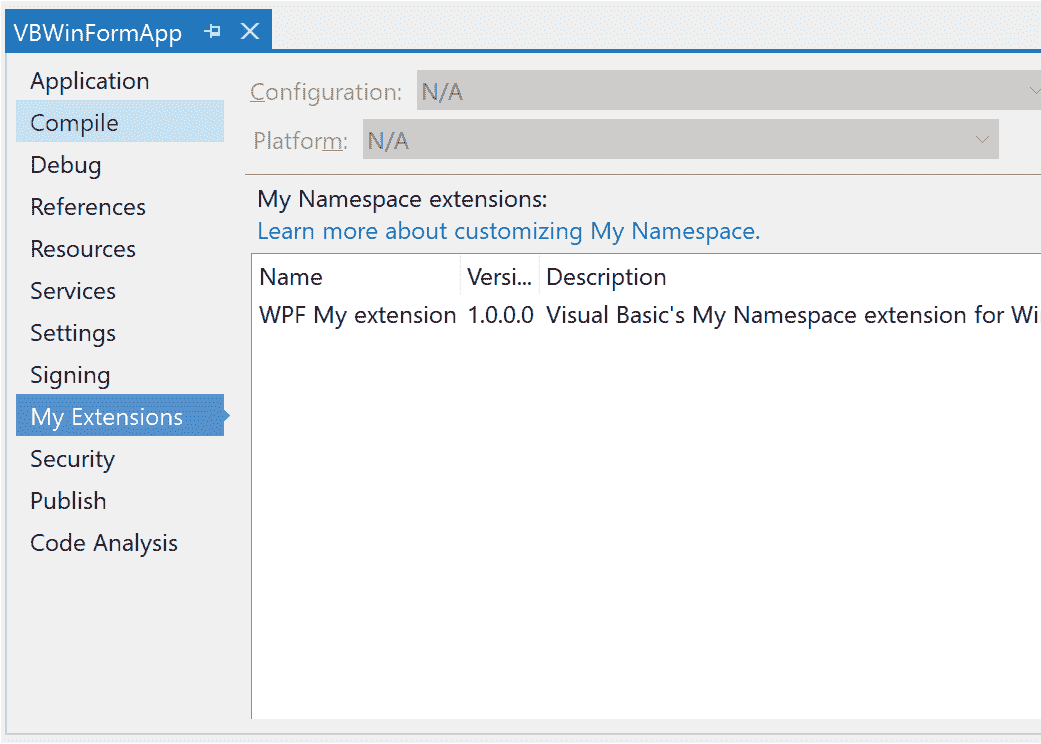 VBWinFormApp
Application
Compile
Debug
References
Resources
Services
Settings
Signing
My Extensions
Security
Publish
Code Analysis
Configuration: N/A
Platform: N/A
My Namespace extensions:
Learn more about customizing My Namespace.
Name Versi... Description
WPF My extension 1.0.0.0 Visual Basic's My Namespace extension for Wi